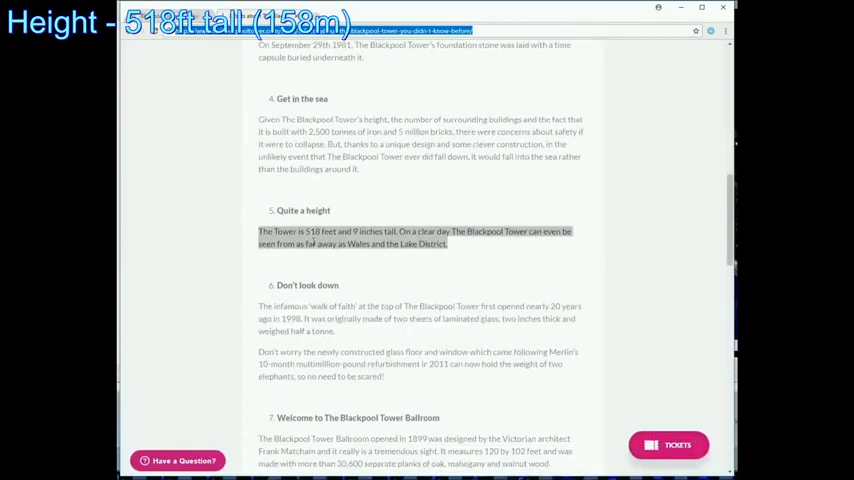 Height - 518ft tall (158m)
blackpool-tower-you-didn-t-know-before/
On September 29th 1981, The Blackpool Tower's foundation stone was laid with a time
capsule buried underneath it.
4. Get in the sea
Given The Blackpool Tower's height, the number of surrounding buildings and the fact that
it is built with 2,500 tonnes of iron and 5 million bricks, there were concerns about safety if
it were to collapse. But, thanks to a unique design and some clever construction, in the
unlikely event that The Blackpool Tower ever did fall down, it would fall into the sea rather
than the buildings around it.
5. Quite a height
The Tower is 518 feet and 9 inches tall. On a clear day The Blackpool Tower can even be
seen from as far away as Wales and the Lake District.
6. Don't look down
The infamous 'walk of faith' at the top of The Blackpool Tower first opened nearly 20 years
ago in 1998. It was originally made of two sheets of laminated glass, two inches thick and
weighed half a tonne.
Don't worry the newly constructed glass floor and window which came following Merlin's
10-month multimillion-pound refurbishment in 2011 can now hold the weight of two
elephants, so no need to be scared!
7. Welcome to The Blackpool Tower Ballroom
The Blackpool Tower Ballroom opened in 1899 was designed by the Victorian architect
Frank Matcham and it really is a tremendous sight. It measures 120 by 102 feet and was
made with more than 30,600 separate planks of oak, mahogany and walnut wood.
TICKETS
Have a Question?